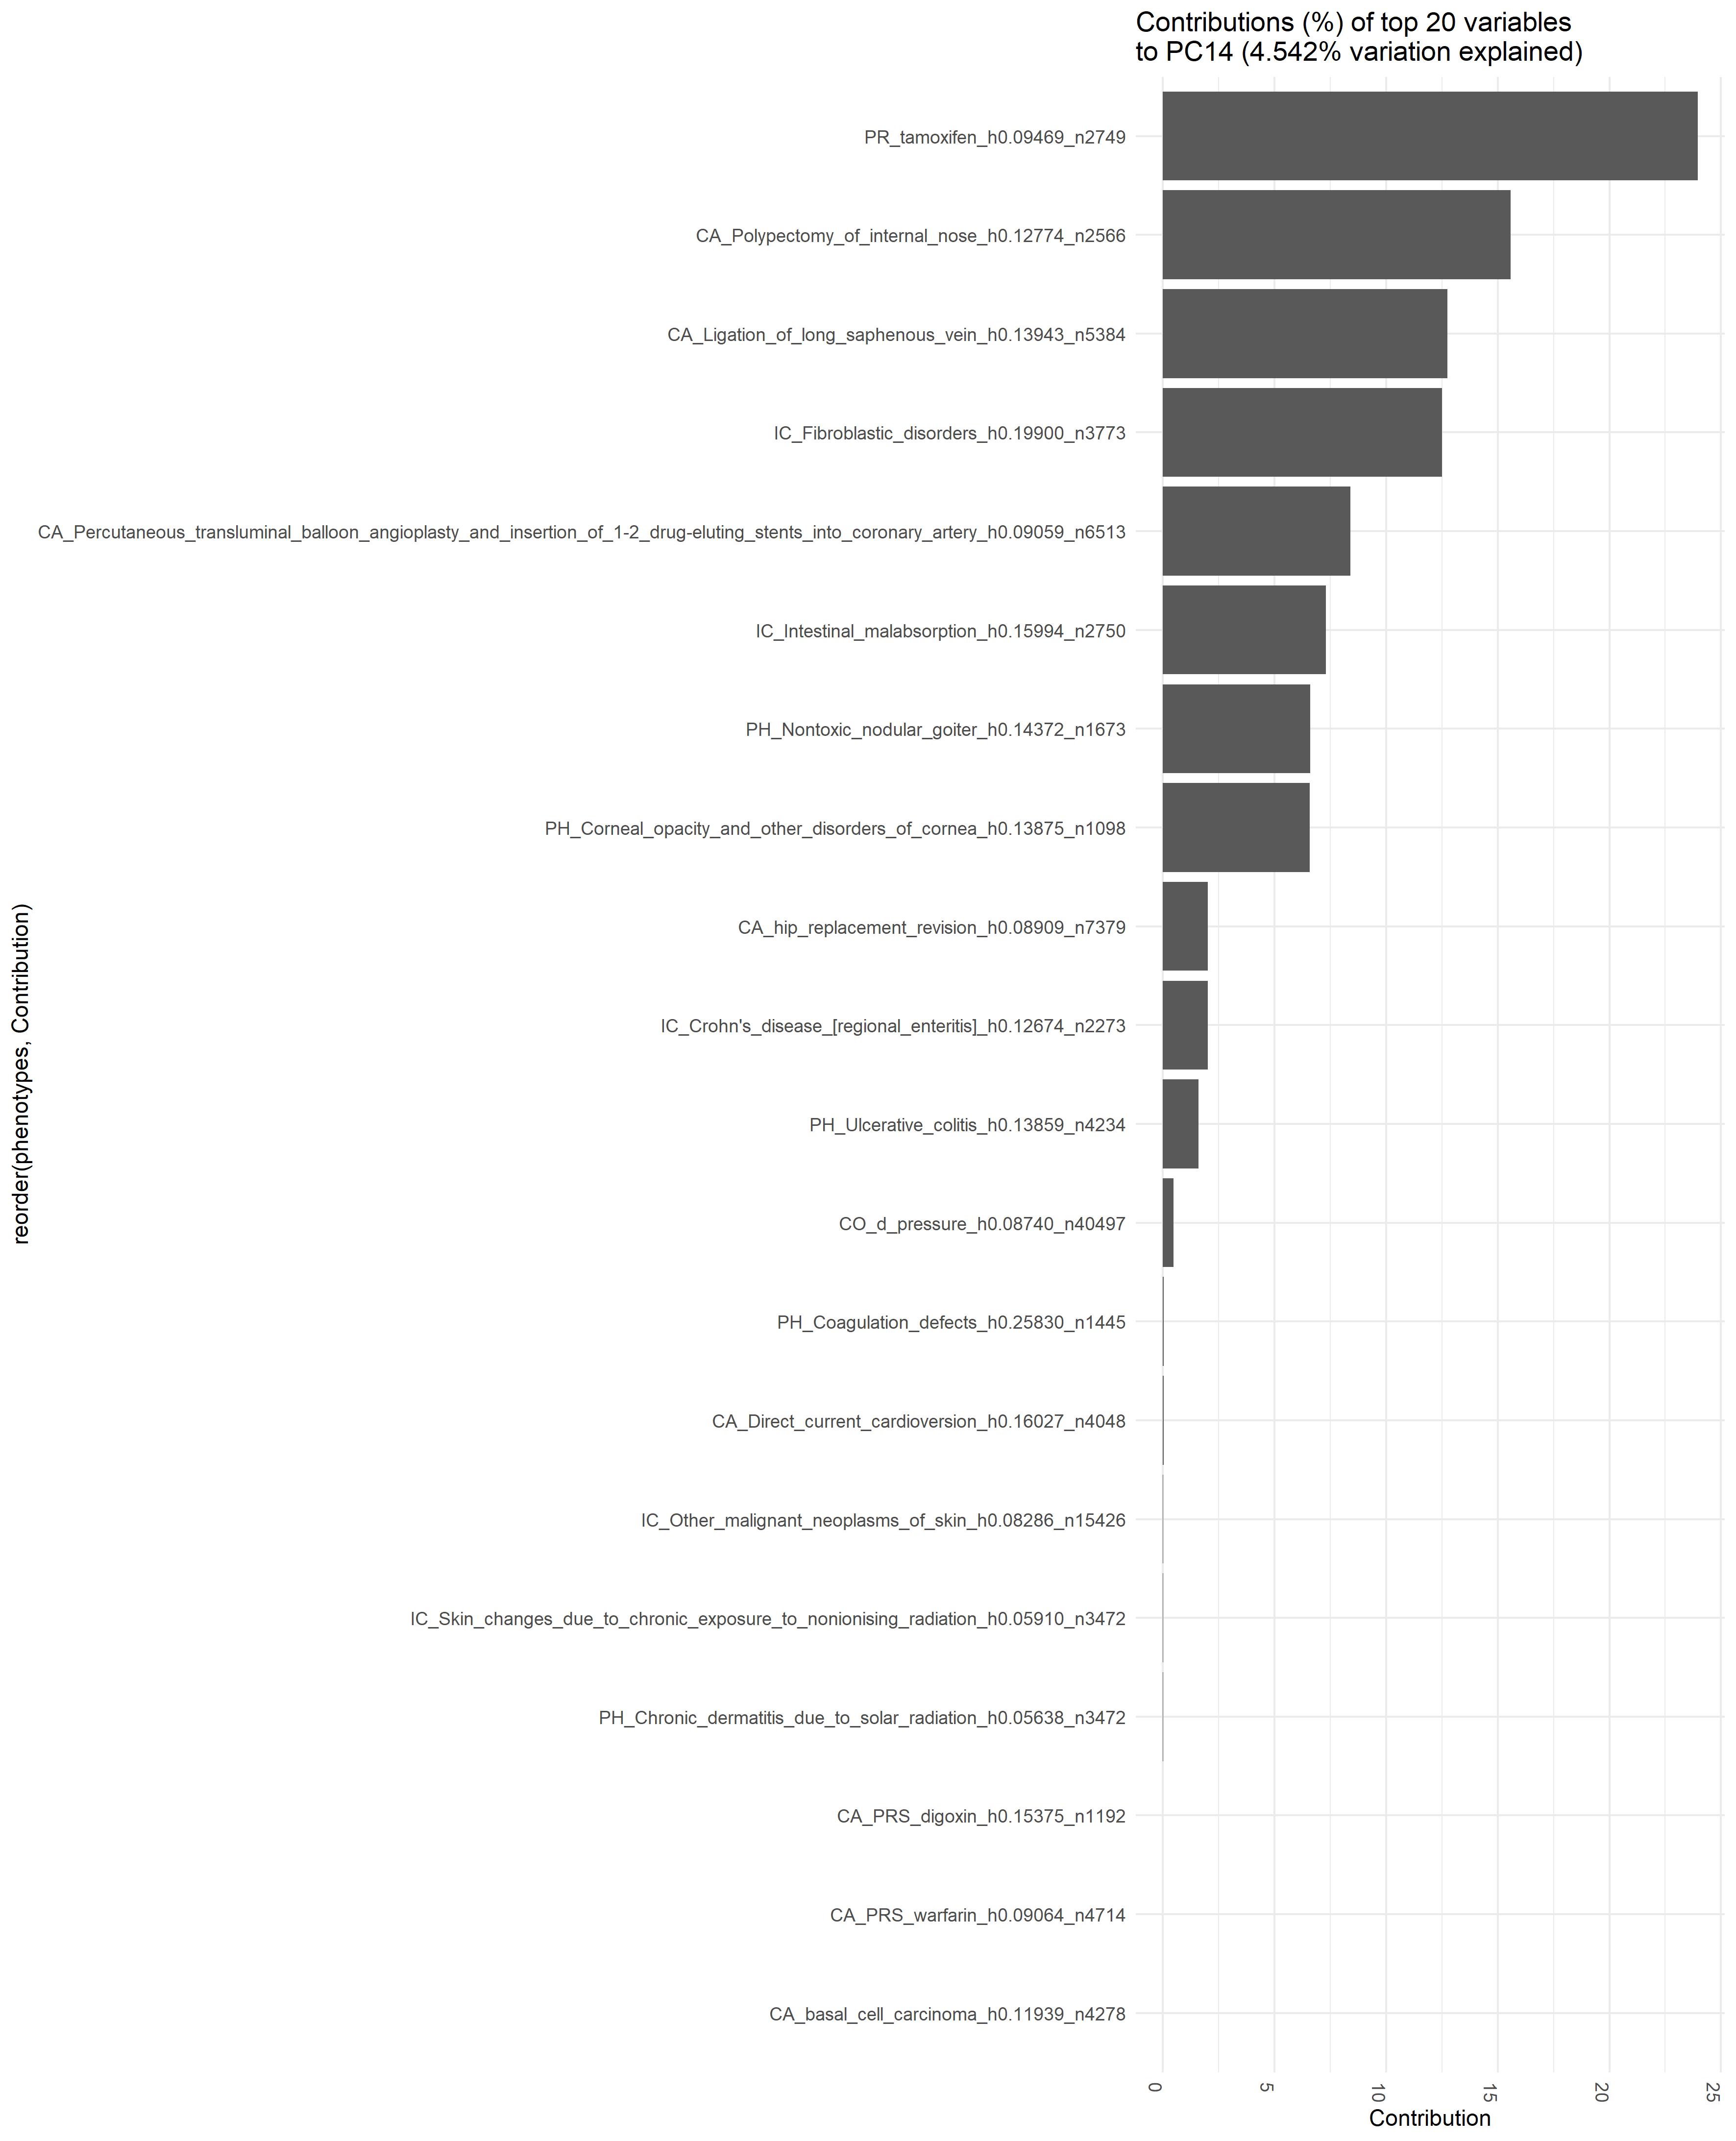 Contributions (%) of top 20 variables
to PC14 (4.542% variation explained)
PR_tamoxifen_h0.09469_n2749
CA_Polypectomy_of_internal_nose_h0.12774_n2566
CA_Ligation_of_long_saphenous_vein_h0.13943_n5384
IC_Fibroblastic_disorders_h0.19900_n3773
CA_Percutaneous_transluminal_balloon_angioplasty_and_insertion_of_1-2_drug-eluting_stents_into_coronary_artery_h0.09059_n6513
IC_Intestinal_malabsorption_h0.15994_n2750
PH_Nontoxic_nodular_goiter_h0.14372_n1673
PH_Corneal_opacity_and_other_disorders_of_cornea_h0.13875_n1098
CA_hip_replacement_revision_h0.08909_n7379
IC_Crohn's_disease_[regional_enteritis]_h0.12674_n2273
PH_Ulcerative_colitis_h0.13859_n4234
CO_d_pressure_h0.08740_n40497
PH_Coagulation_defects_h0.25830_n1445
CA_Direct_current_cardioversion_h0.16027_n4048
IC_Other_malignant_neoplasms_of_skin_h0.08286_n15426
IC_Skin_changes_due_to_chronic_exposure_to_nonionising_radiation_h0.05910_n3472
PH_Chronic_dermatitis_due_to_solar_radiation_h0.05638_n3472
CA_PRS_digoxin_h0.15375_n1192
CA_PRS_warfarin_h0.09064_n4714
CA_basal_cell_carcinoma_h0.11939_n4278
reorder(phenotypes, Contribution)
0
5
10
15
20
25
Contribution